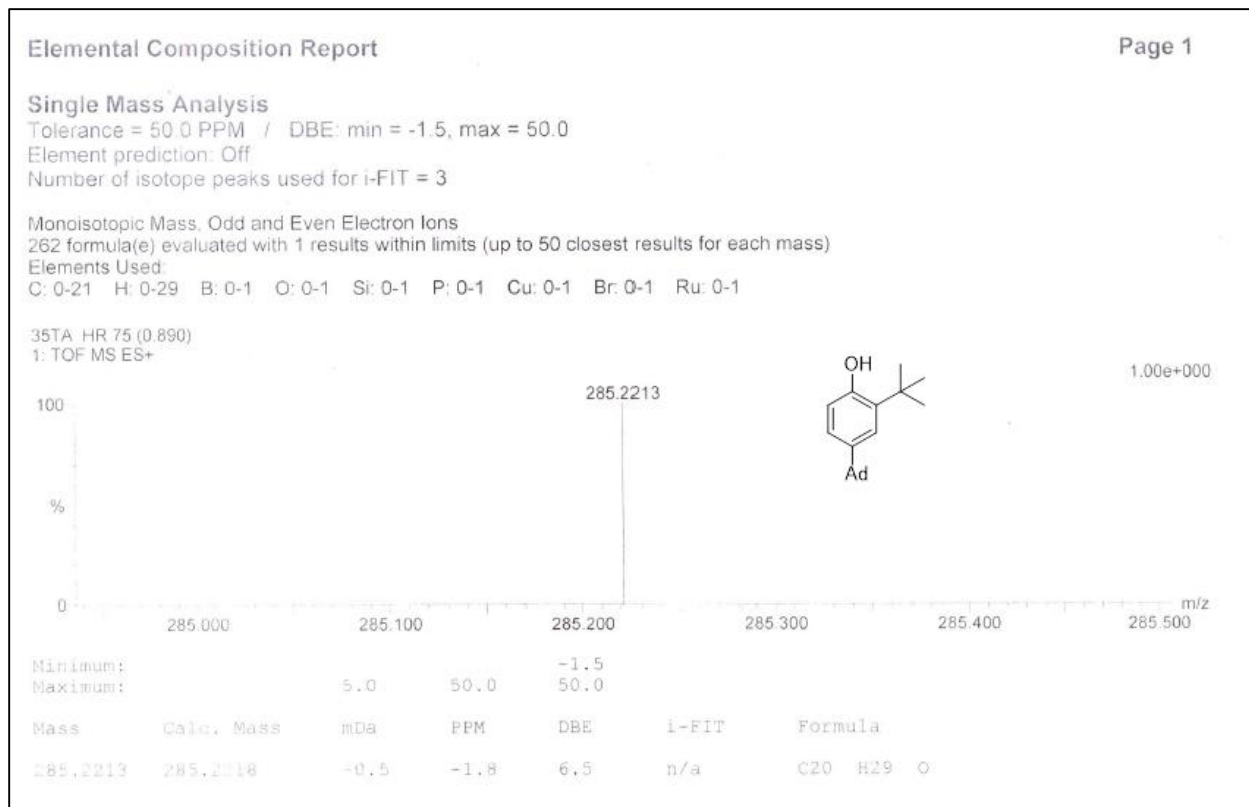 Elemental Composition Report Page 1
Single Mass Analysis
Tolerance = 50.0 PPM / DBE: min = -1.5, max = 50.0
Element prediction: Off
Number of isotope peaks used for i-FIT = 3
Monoisotopic Mass, Odd and Even Electron Ions
262 formula(e) evaluated with 1 results within limits (up to 50 closest results for each mass)
Elements Used:
C: 0-21 H: 0-29 B: 0-1 O: 0-1 Si: 0-1 P: 0-1 Cu: 0-1 Br: 0-1 Ru: 0-1
35TA HR 75 (0.890)
1: TOF MS ES+
1.00e+000
OH
Ad
100
285.2213
%
0
m/z
285.000 285.100 285.200 285.300 285.400 285.500
Minimum: -1.5
Maximum: 5.0 50.0 50.0
Mass Calc. Mass mDa PPM DBE i-FIT Formula
285.2213 285.2218 -0.5 -1.8 6.5 n/a C20 H29 O